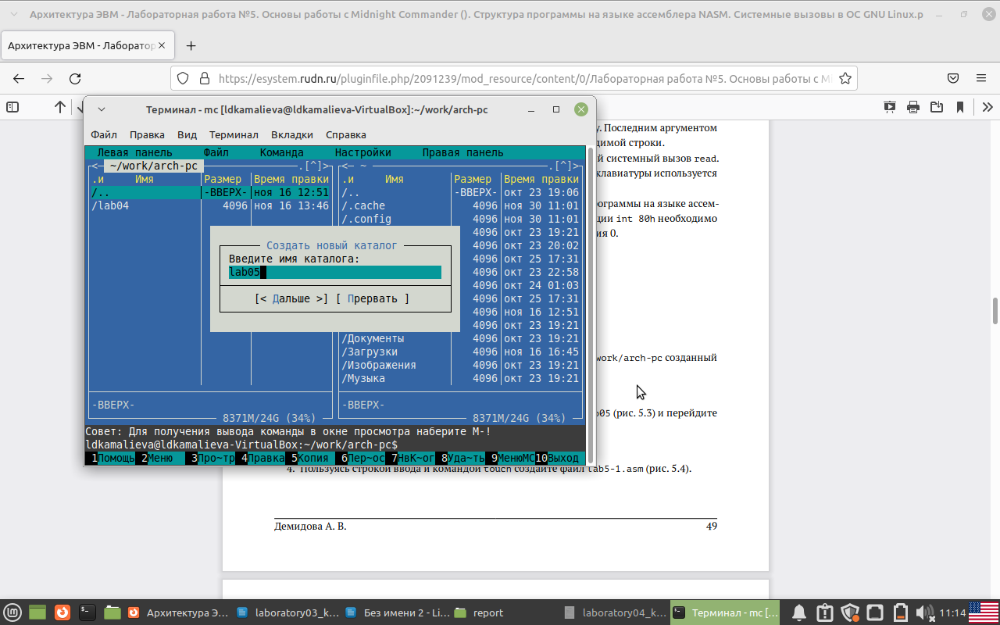 Архитектура ЭВМ - Лабораторная работа №5. Основы работы с Midnight Commander (). Структура программы на языке ассемблера NASM. Системные вызовы в ОС GNU Linux.p
Архитектура ЭВМ - Лаборатор
https://esystem.rudn.ru/pluginfile.php/2091239/mod_resource/content/0/Лабораторная работа №5. Основы работы с M
у. Последним аргументом
димой строки.
й системный вызов read.
клавиатуры используется
ограммы на языке ассем-
ции int 80h необходимо
ия 0.
work/arch-pc созданный
b05 (рис. 5.3) и перейдите
Терминал - mc [ldkamalieva@ldkamalieva-VirtualBox]:~/work/arch-pc
Файл Правка Вид Терминал Вкладки Справка
Левая панель Файл Команда Настройки Правая панель
<─ ~/work/arch-pc ─.[^]> <─ ~ ─.[^]>
.и Имя Размер Время правки .и Имя Размер Время правки
/.. -ВВЕРХ- ноя 16 12:51 /.. -ВВЕРХ- окт 23 19:06
/lab04 4096 ноя 16 13:46 /.cache 4096 ноя 30 11:01
/.config 4096 ноя 30 11:01
4096 окт 23 19:21
Создать новый каталог 4096 окт 23 20:02
Введите имя каталога: 4096 окт 25 17:31
lab05 4096 окт 23 22:58
4096 окт 24 01:03
[< Дальше >] [ Прервать ] 4096 окт 25 17:31
4096 ноя 16 12:51
4096 окт 23 19:21
/Документы 4096 окт 23 19:21
/Загрузки 4096 ноя 16 16:45
/Изображения 4096 окт 23 19:21
/Музыка 4096 окт 23 19:21
-ВВЕРХ- -ВВЕРХ-
8371M/24G (34%) 8371M/24G (34%)
Совет: Для получения вывода команды в окне просмотра наберите M-!
ldkamalieva@ldkamalieva-VirtualBox:~/work/arch-pc$
1Помощь 2Меню 3Про~тр 4Правка 5Копия 6Пер~ос 7НвК~ог 8Уда~ть 9МенюМС 10Выход
4. Пользуясь строкой ввода и командой touch создайте файл lab5-1.asm (рис. 5.4).
Демидова А. В. 49
Архитектура Э... laboratory03_k... Без имени 2 - Li... report laboratory04_k... Терминал - mc [... 11:14